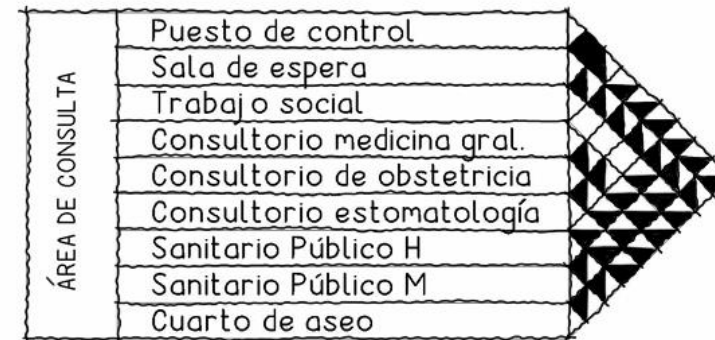 ÁREA DE CONSULTA
Puesto de control
Sala de espera
Trabajo social
Consultorio medicina gral.
Consultorio de obstetricia
Consultorio estomatología
Sanitario Público H
Sanitario Público M
Cuarto de aseo